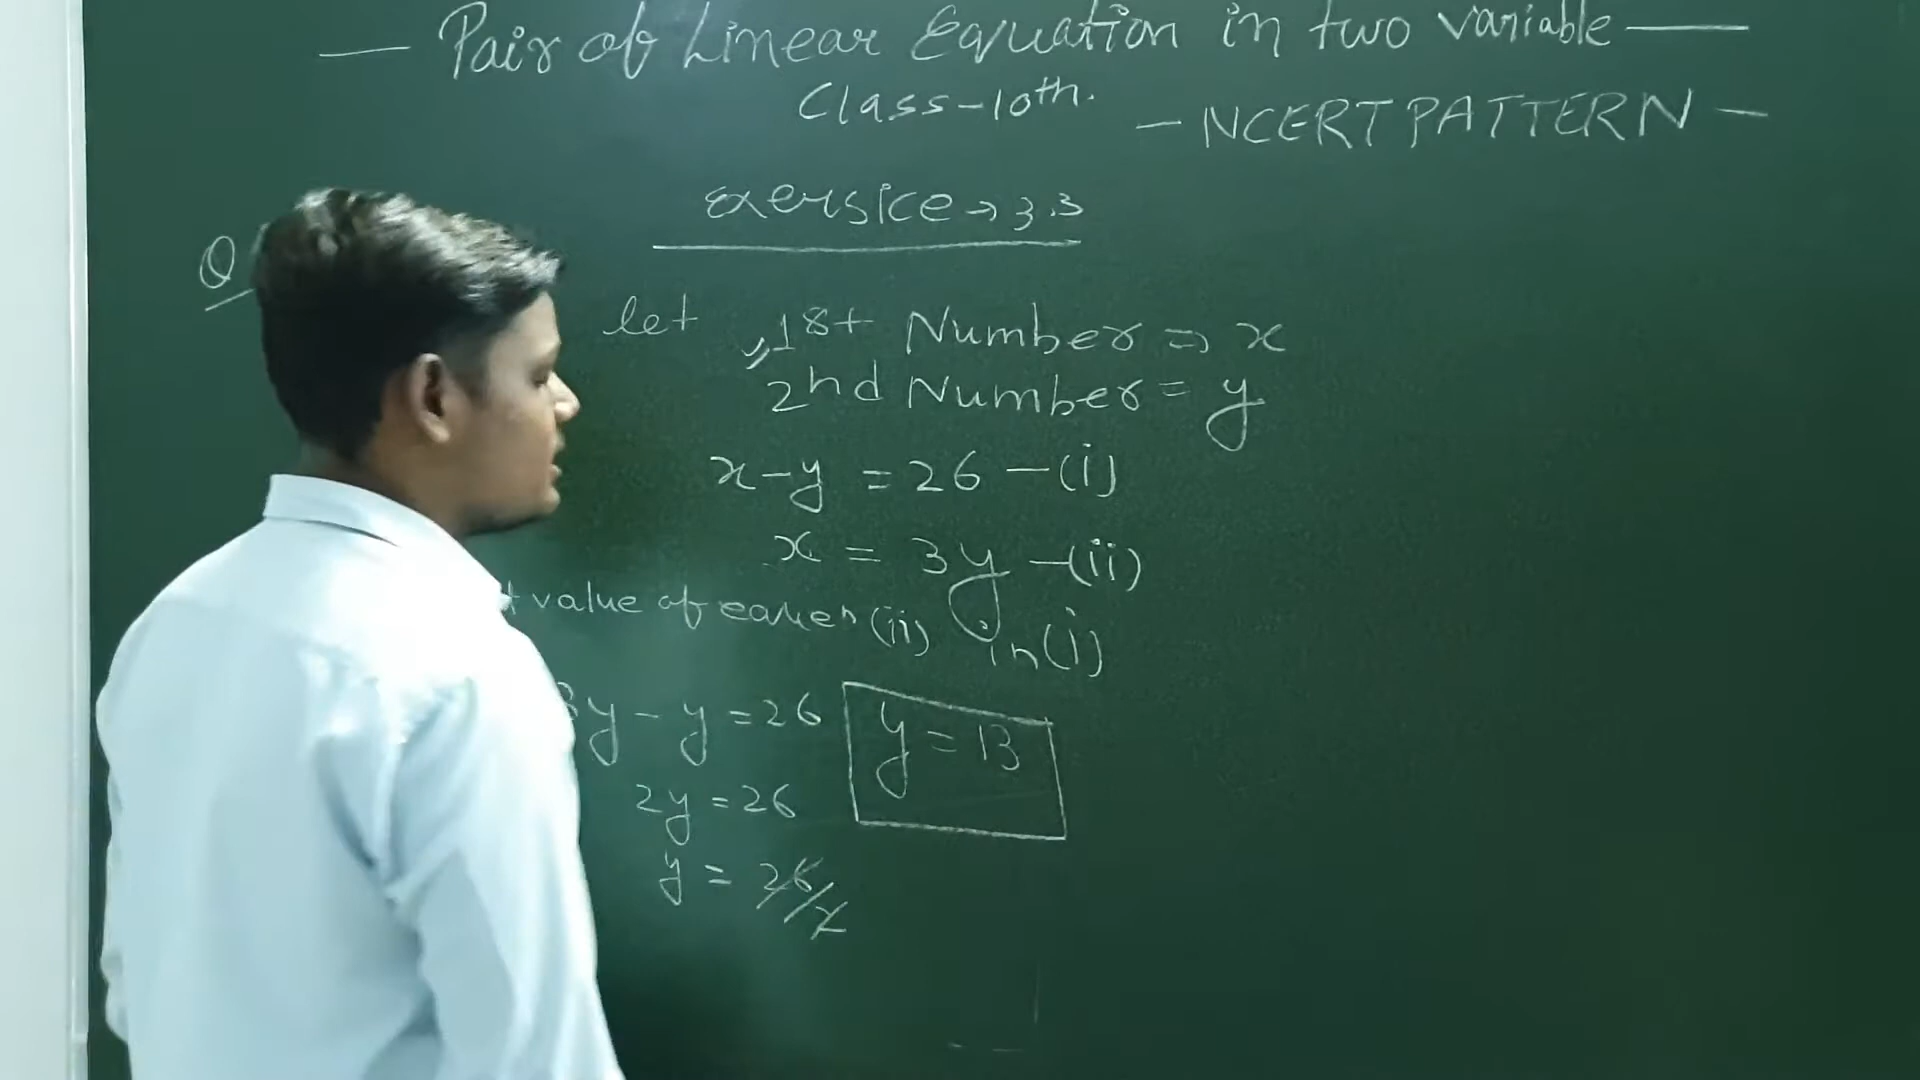 — Pair of Linear Equation in two variable —
Class-10th.
— NCERT PATTERN —
exersice → 3.3
Q
let 1st Number ⇒ x
2nd Number = y
x-y = 26 —(i)
x = 3y —(ii)
value of (ii) in (i)
3y - y = 26
y = 13
2y = 26
y = 26/2